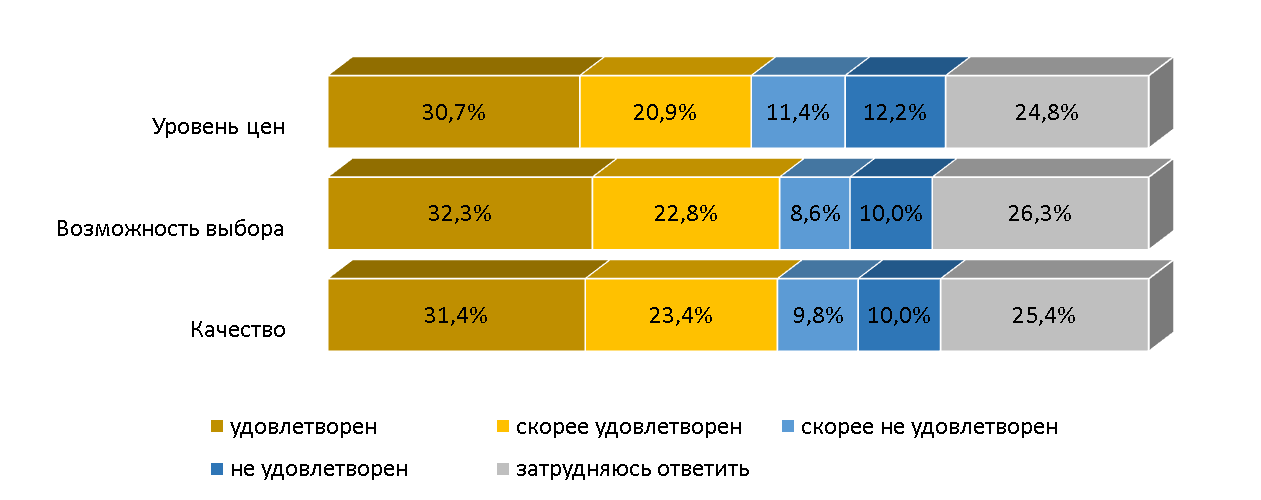 Уровень цен
30,7% 20,9% 11,4% 12,2% 24,8%
Возможность выбора
32,3% 22,8% 8,6% 10,0% 26,3%
Качество
31,4% 23,4% 9,8% 10,0% 25,4%
удовлетворен скорее удовлетворен скорее не удовлетворен
не удовлетворен затрудняюсь ответить